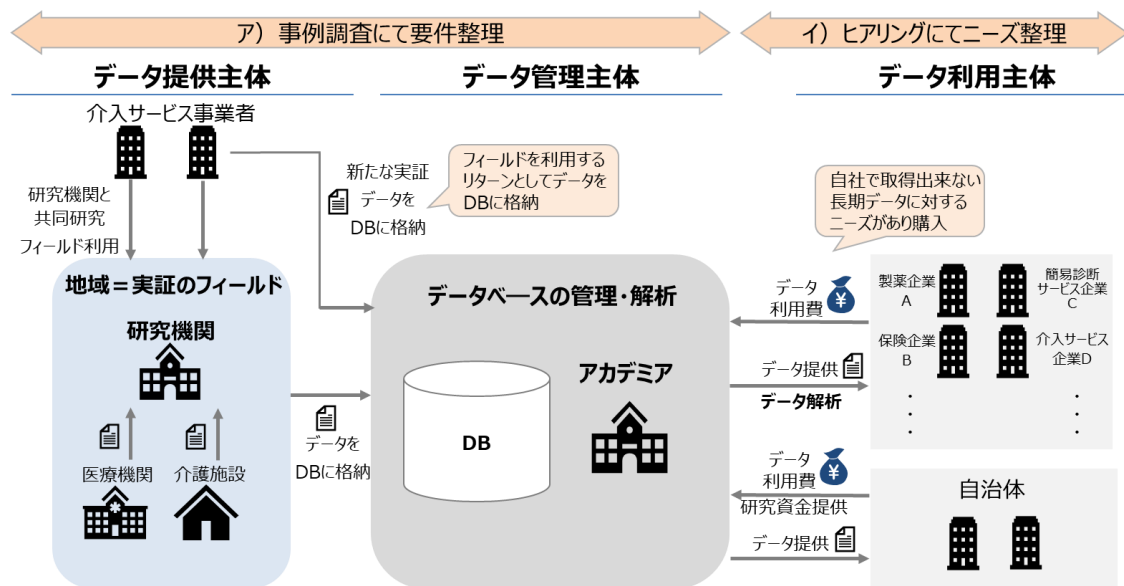 ア）事例調査にて要件整理
イ）ヒアリングにてニーズ整理
データ提供主体
データ管理主体
データ利用主体
介入サービス事業者
研究機関と
共同研究
フィールド利用
新たな実証
データを
DBに格納
フィールドを利用する
リターンとしてデータを
DBに格納
自社で取得出来ない
長期データに対する
ニーズがあり購入
地域＝実証のフィールド
研究機関
医療機関
介護施設
データを
DBに格納
データベースの管理・解析
DB
アカデミア
データ
利用費
¥
データ提供
データ解析
製薬企業
A
簡易診断
サービス企業
C
保険企業
B
介入サービス
企業D
・
・
・
・
・
・
データ
利用費
¥
研究資金提供
データ提供
自治体